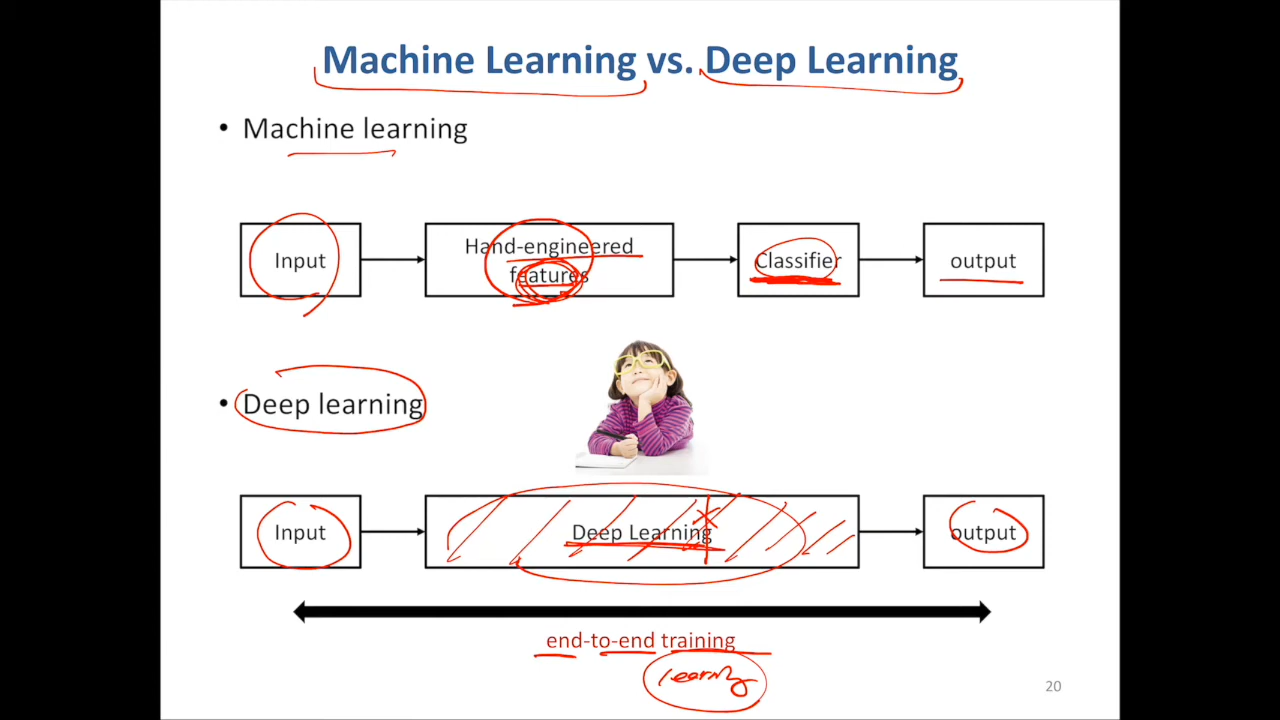 Machine Learning vs. Deep Learning
• Machine learning
Input
Hand-engineered
features
Classifier
output
• Deep learning
Input
Deep Learning
output
end-to-end training
learning
20